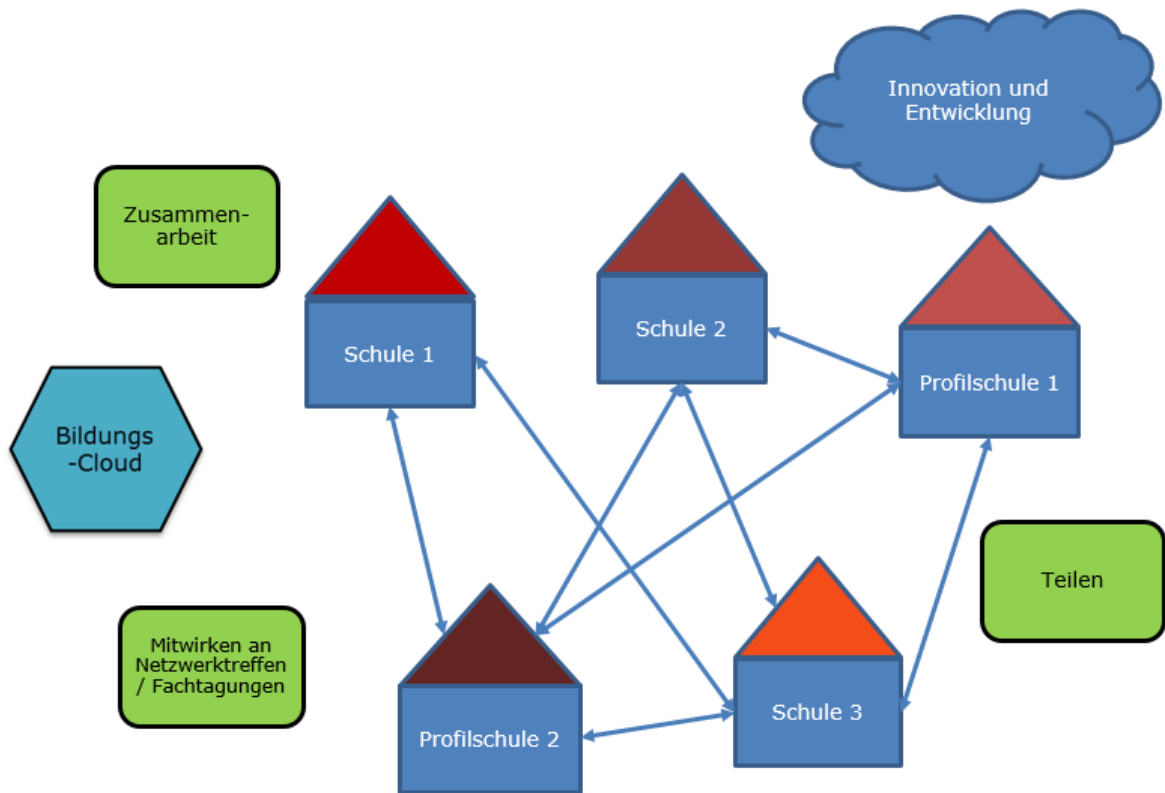 Innovation und
Entwicklung
Zusammen-
arbeit
Schule 1
Schule 2
Profilschule 1
Bildungs
-Cloud
Teilen
Mitwirken an
Netzwerktreffen
/ Fachtagungen
Profilschule 2
Schule 3